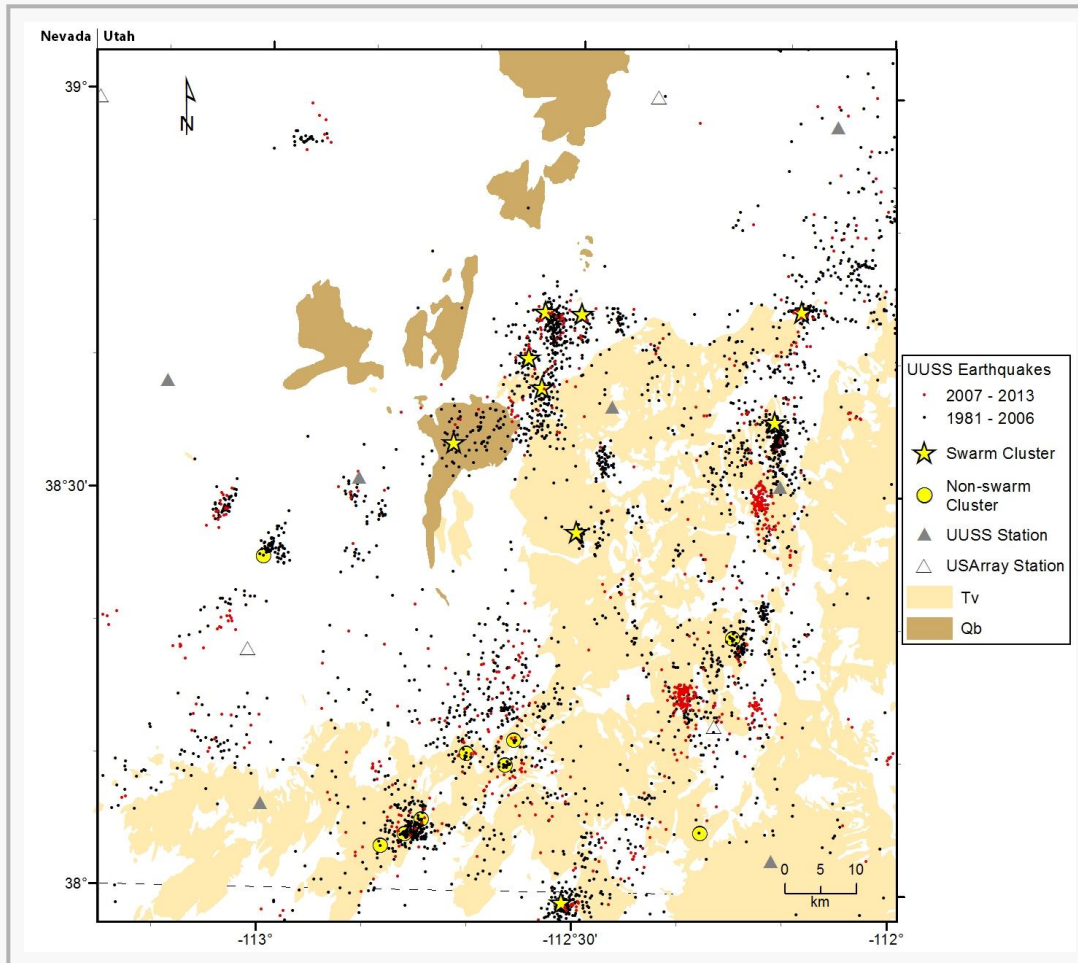 Nevada Utah
39°
N
38°30'
38°
-113°
-112°30'
-112°
0 5 10
km
UUSS Earthquakes
2007 - 2013
1981 - 2006
Swarm Cluster
Non-swarm
Cluster
UUSS Station
USArray Station
Tv
Qb